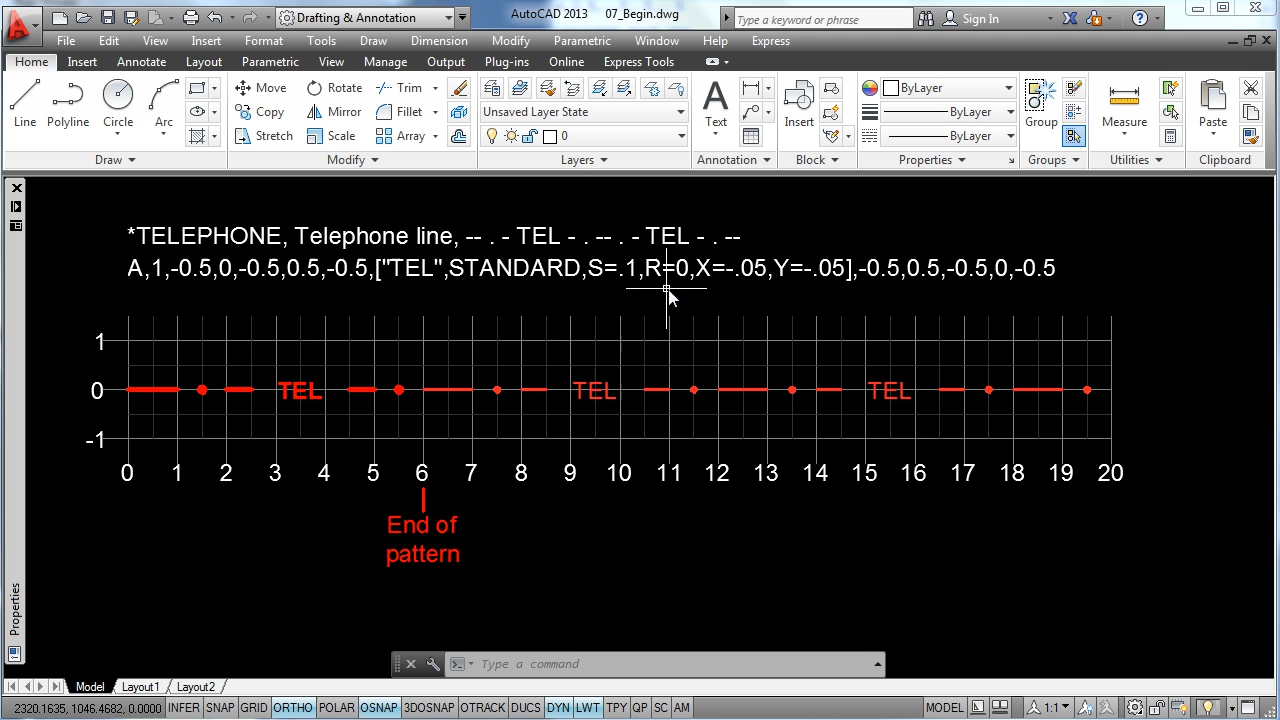 Drafting & Annotation
AutoCAD 2013 07_Begin.dwg
Type a keyword or phrase
Sign In
File Edit View Insert Format Tools Draw Dimension Modify Parametric Window Help Express
Home Insert Annotate Layout Parametric View Manage Output Plug-ins Online Express Tools
Line Polyline Circle Arc
Move Rotate Trim
Copy Mirror Fillet
Stretch Scale Array
Unsaved Layer State
0
Text
Insert
ByLayer
ByLayer
ByLayer
Group
Measure
Paste
Draw Modify Layers Annotation Block Properties Groups Utilities Clipboard
*TELEPHONE, Telephone line, -- . - TEL - . -- . - TEL - . --
A,1,-0.5,0,-0.5,0.5,-0.5,["TEL",STANDARD,S=.1,R=0,X=-.05,Y=-.05],-0.5,0.5,-0.5,0,-0.5
1
0
-1
TEL TEL TEL
0 1 2 3 4 5 6 7 8 9 10 11 12 13 14 15 16 17 18 19 20
End of
pattern
Properties
Type a command
Model Layout1 Layout2
2320.1635, 1046.4682, 0.0000 INFER SNAP GRID ORTHO POLAR OSNAP 3DOSNAP OTRACK DUCS DYN LWT TPY QP SC AM MODEL 1:1